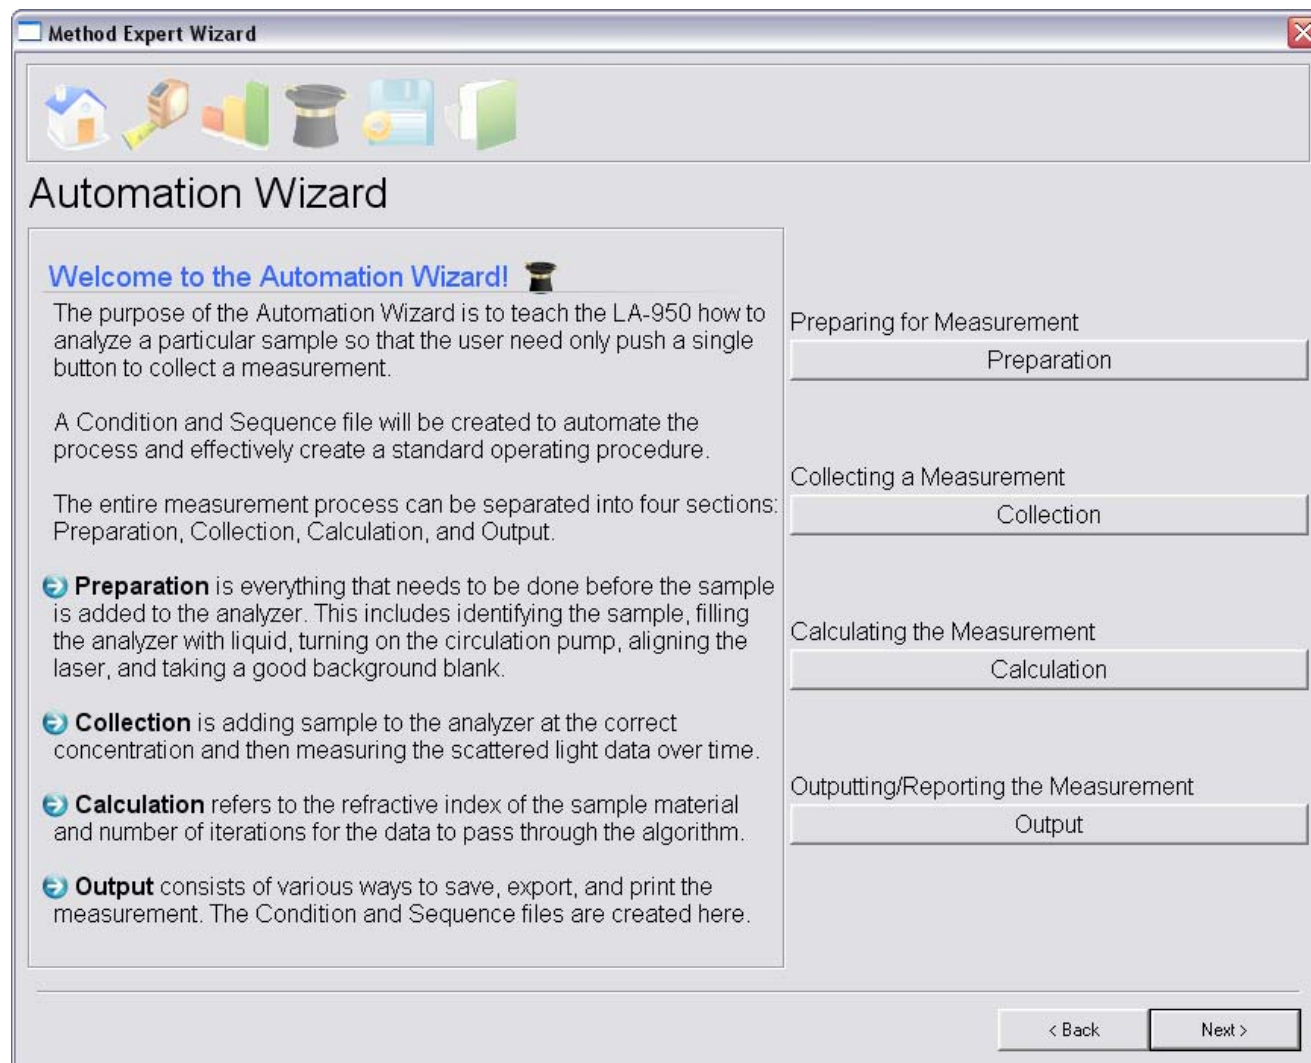 Method Expert Wizard
Automation Wizard
Welcome to the Automation Wizard!
The purpose of the Automation Wizard is to teach the LA-950 how to
analyze a particular sample so that the user need only push a single
button to collect a measurement.
A Condition and Sequence file will be created to automate the
process and effectively create a standard operating procedure.
The entire measurement process can be separated into four sections:
Preparation, Collection, Calculation, and Output.
Preparation is everything that needs to be done before the sample
is added to the analyzer. This includes identifying the sample, filling
the analyzer with liquid, turning on the circulation pump, aligning the
laser, and taking a good background blank.
Collection is adding sample to the analyzer at the correct
concentration and then measuring the scattered light data over time.
Calculation refers to the refractive index of the sample material
and number of iterations for the data to pass through the algorithm.
Output consists of various ways to save, export, and print the
measurement. The Condition and Sequence files are created here.
Preparing for Measurement
Preparation
Collecting a Measurement
Collection
Calculating the Measurement
Calculation
Outputting/Reporting the Measurement
Output
< Back
Next >